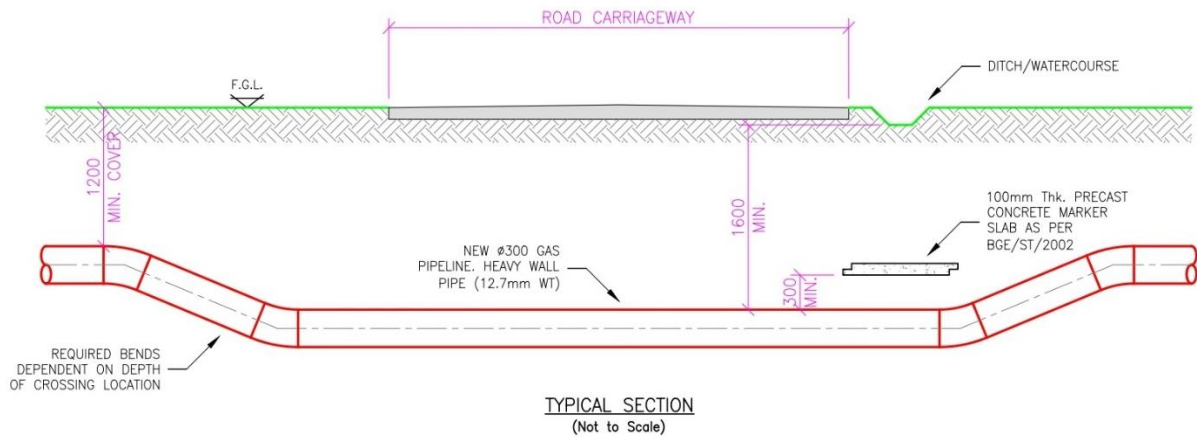 ROAD CARRIAGEWAY
F.G.L.
DITCH/WATERCOURSE
1200
MIN. COVER
1600
MIN.
100mm Thk. PRECAST
CONCRETE MARKER
SLAB AS PER
BGE/ST/2002
NEW ø300 GAS
PIPELINE. HEAVY WALL
PIPE (12.7mm WT)
300
MIN.
REQUIRED BENDS
DEPENDENT ON DEPTH
OF CROSSING LOCATION
TYPICAL SECTION
(Not to Scale)